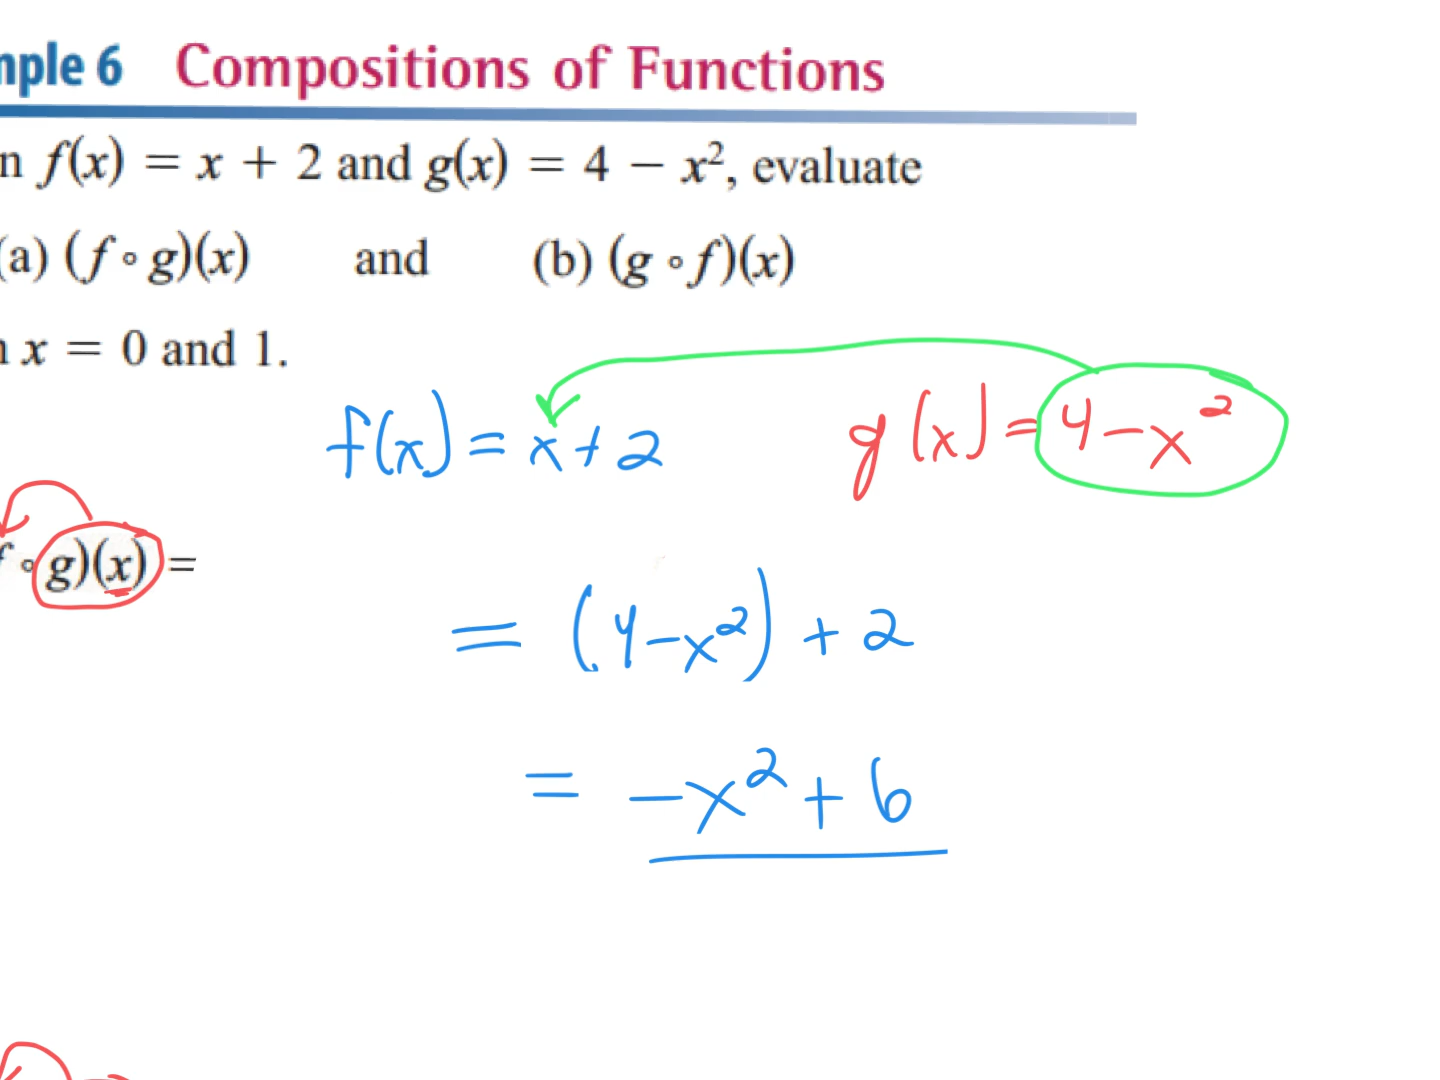 mple 6 Compositions of Functions
n f(x) = x + 2 and g(x) = 4 − x², evaluate
(a) (f ∘ g)(x) and (b) (g ∘ f)(x)
n x = 0 and 1.
f(x) = x + 2 g(x) = 4 − x²
f ∘ g)(x) =
= (4 − x²) + 2
= −x² + 6